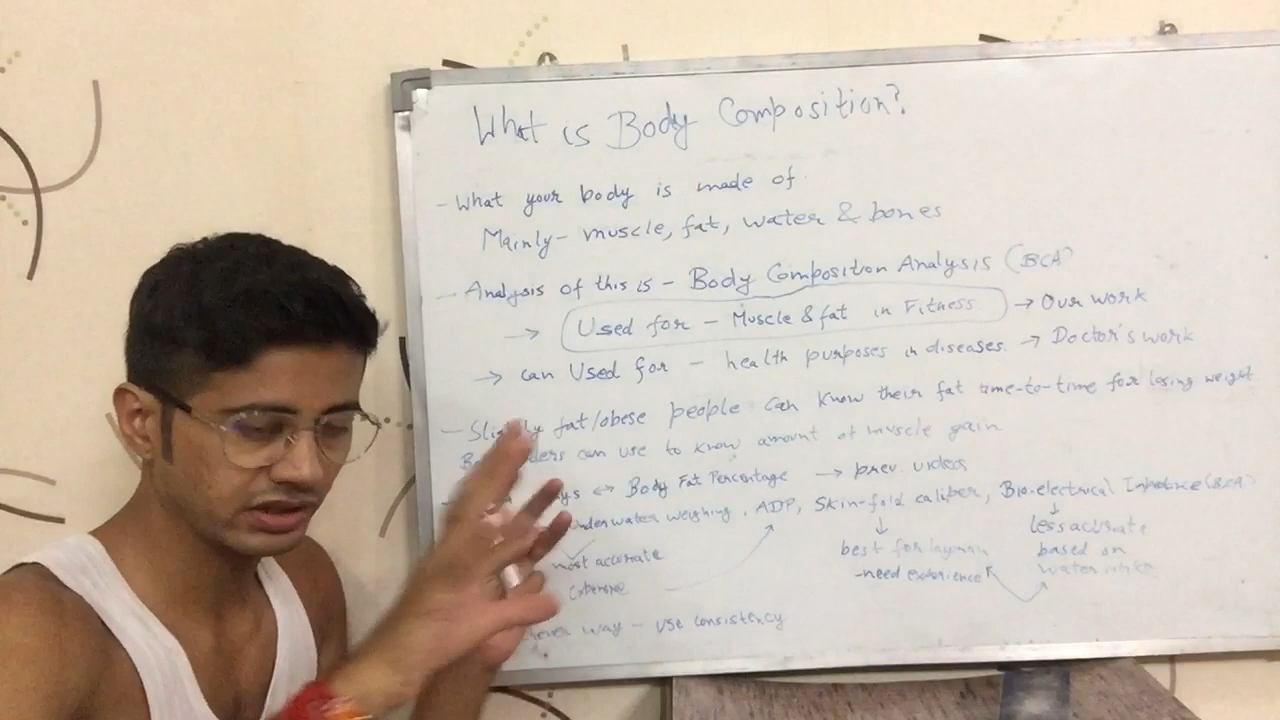 What is Body Composition?
- What your body is made of
Mainly - muscle, fat, water & bones
- Analysis of this is - Body Composition Analysis (BCA)
→ Used for - Muscle & fat in Fitness → Our work
→ can Used for - health purposes in diseases → Doctor's work
- Slightly fat/obese people can know their fat time-to-time for losing weight
can use to know amount of muscle gain
↔ Body Fat Percentage → prev. videos
underwater weighing, ADP, Skin-fold caliper, Bio-electrical (BCA)
↓ ↓
most accurate best for layman less accurate
expensive - need experience based on
water
way - use consistency